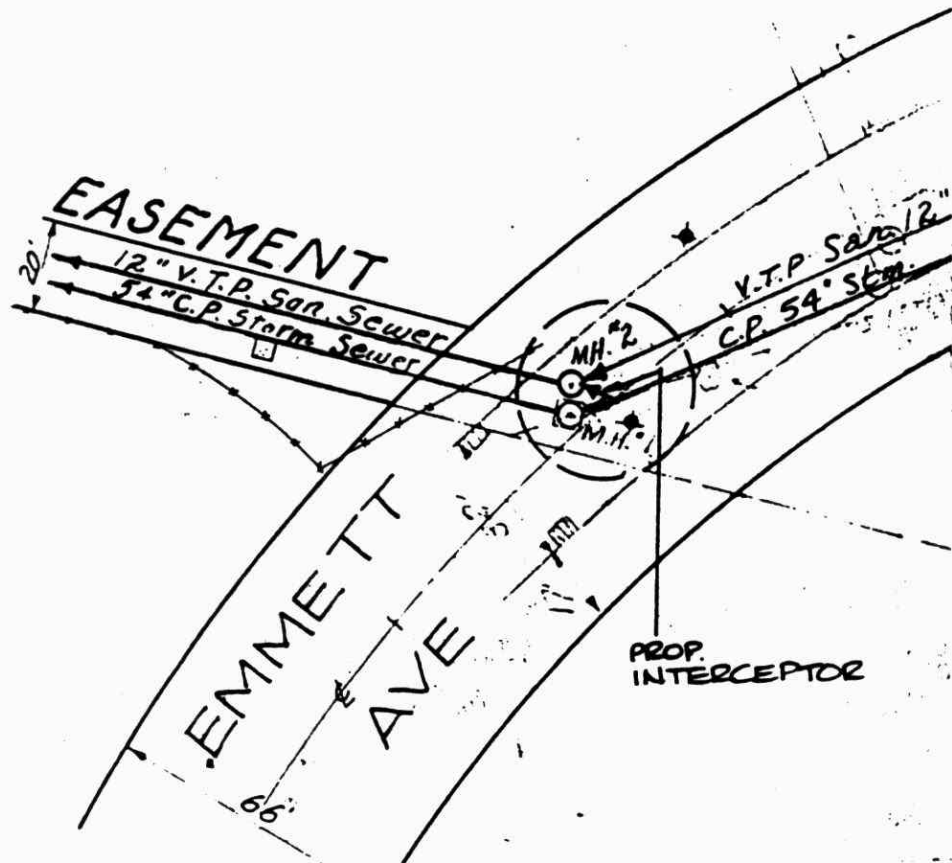 EASEMENT
20'
12" V.T.P. San. Sewer
54" C.P. Storm Sewer
V.T.P. San. 12"
C.P. 54" Stm.
MH. #2
M.H.
EMMETT
AVE
66'
PROP.
INTERCEPTOR